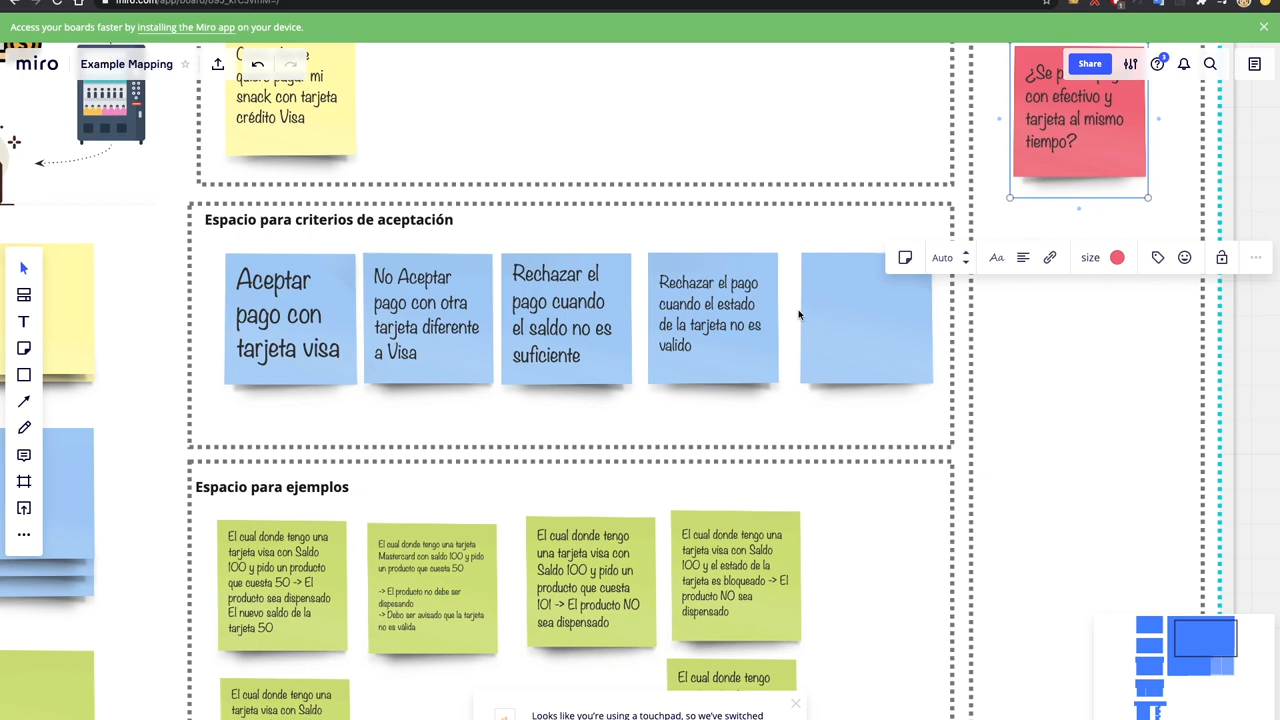 miro.com/app/board/
Access your boards faster by installing the Miro app on your device.
miro
Example Mapping
Share
3
mi
snack con tarjeta
crédito Visa
¿Se
con efectivo y
tarjeta al mismo
tiempo?
Auto
Aa
size
Espacio para criterios de aceptación
Aceptar
pago con
tarjeta visa
No Aceptar
pago con otra
tarjeta diferente
a Visa
Rechazar el
pago cuando
el saldo no es
suficiente
Rechazar el pago
cuando el estado
de la tarjeta no es
valido
Espacio para ejemplos
El cual donde tengo una
tarjeta visa con Saldo
100 y pido un producto
que cuesta 50 -> El
producto sea dispensado
El nuevo saldo de la
tarjeta 50
El cual donde tengo una tarjeta
Mastercard con saldo 100 y pido
un producto que cuesta 50
-> El producto no debe ser
dispesando
-> Debo ser avisado que la tarjeta
no es válida
El cual donde tengo
una tarjeta visa con
Saldo 100 y pido un
producto que cuesta
101 -> El producto NO
sea dispensado
El cual donde tengo una
tarjeta visa con Saldo
100 y el estado de la
tarjeta es bloqueado -> El
producto NO sea
dispensado
El cual donde tengo una
tarjeta visa con Saldo
El cual donde tengo
Looks like you're using a touchpad, so we've switched